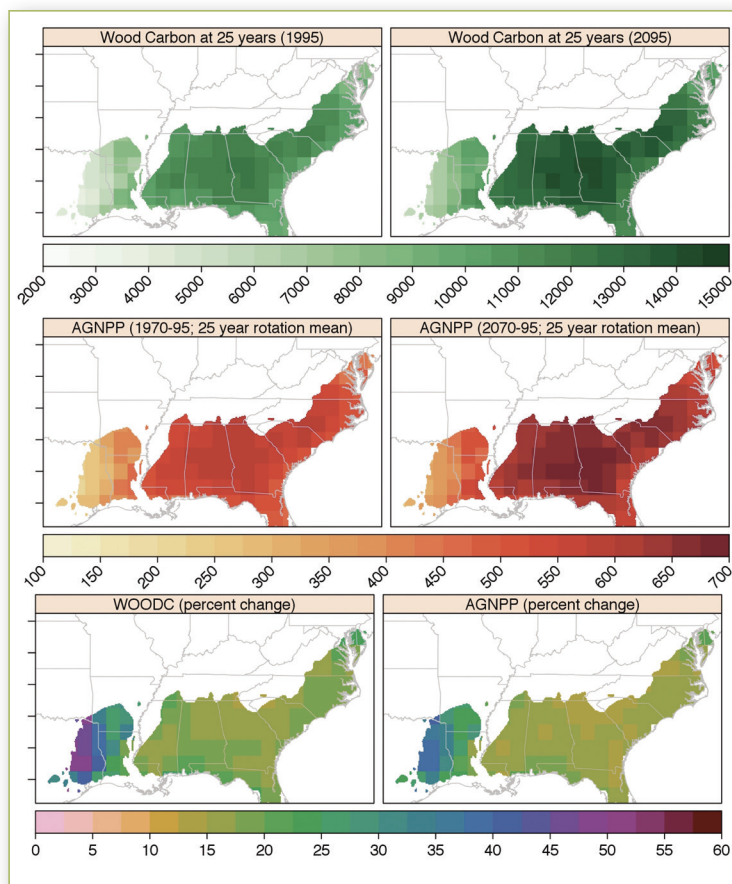 Wood Carbon at 25 years (1995)
Wood Carbon at 25 years (2095)
2000 3000 4000 5000 6000 7000 8000 9000 10000 11000 12000 13000 14000 15000
AGNPP (1970-95; 25 year rotation mean)
AGNPP (2070-95; 25 year rotation mean)
100 150 200 250 300 350 400 450 500 550 600 650 700
WOODC (percent change)
AGNPP (percent change)
0 5 10 15 20 25 30 35 40 45 50 55 60